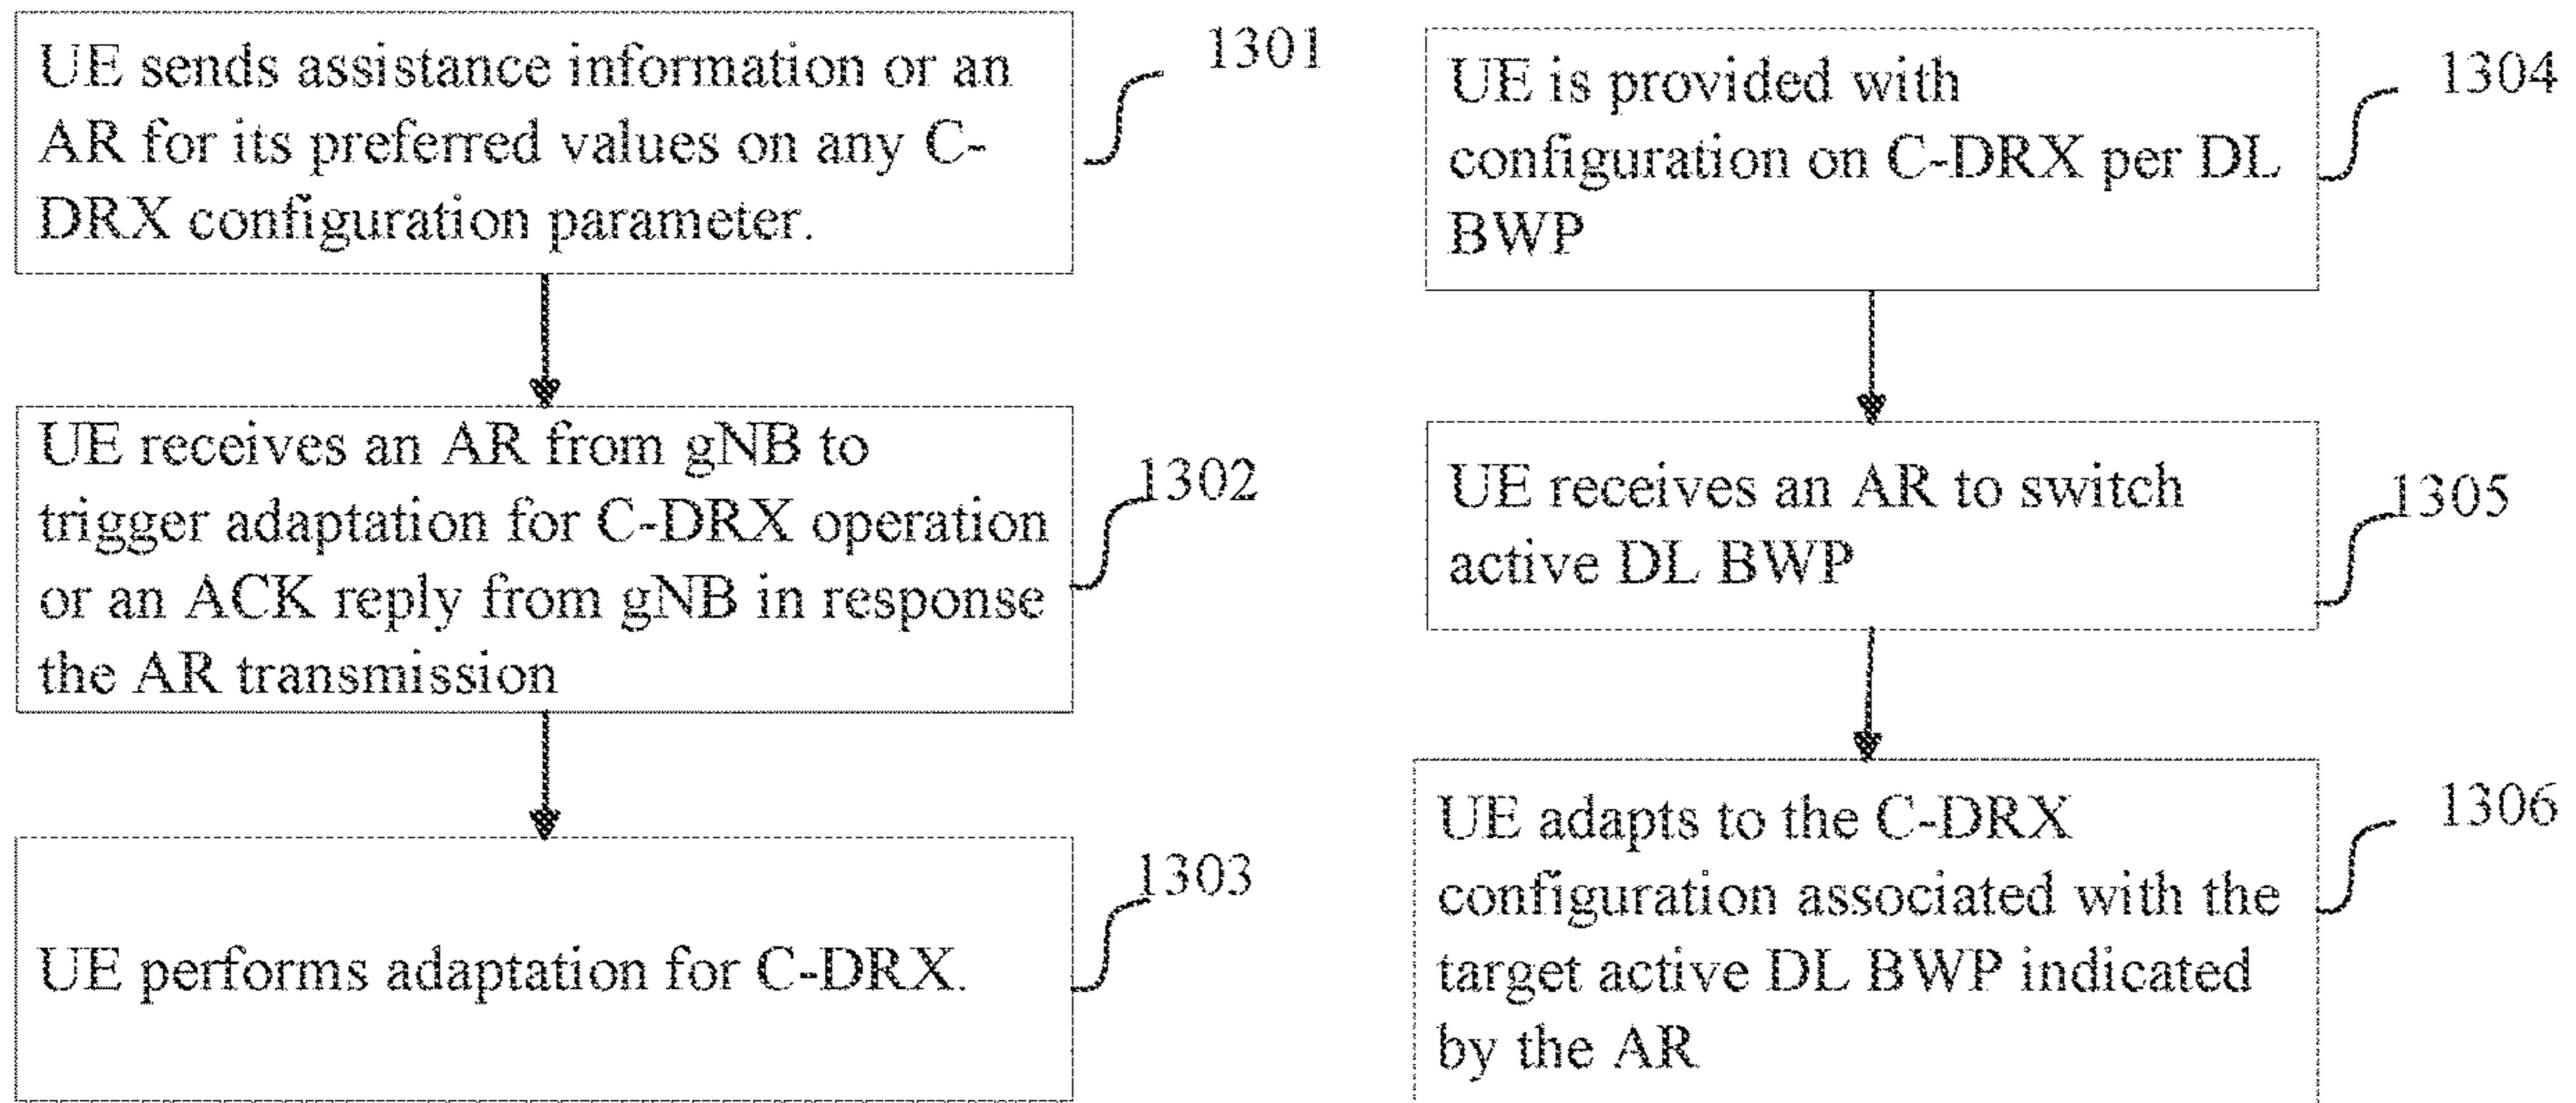 UE sends assistance information or an
AR for its preferred values on any C-
DRX configuration parameter.
1301
UE receives an AR from gNB to
trigger adaptation for C-DRX operation
or an ACK reply from gNB in response
the AR transmission
1302
UE performs adaptation for C-DRX.
1303
UE is provided with
configuration on C-DRX per DL
BWP
1304
UE receives an AR to switch
active DL BWP
1305
UE adapts to the C-DRX
configuration associated with the
target active DL BWP indicated
by the AR
1306